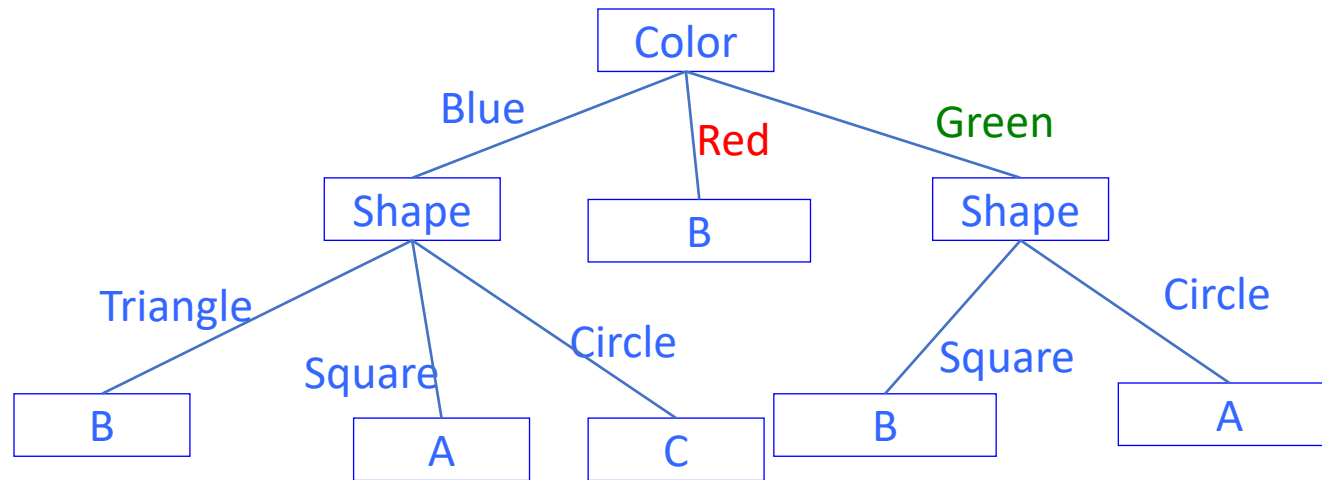 Color
Blue
Red
Green
Shape
B
Shape
Triangle
Square
Circle
Square
Circle
B
A
C
B
A